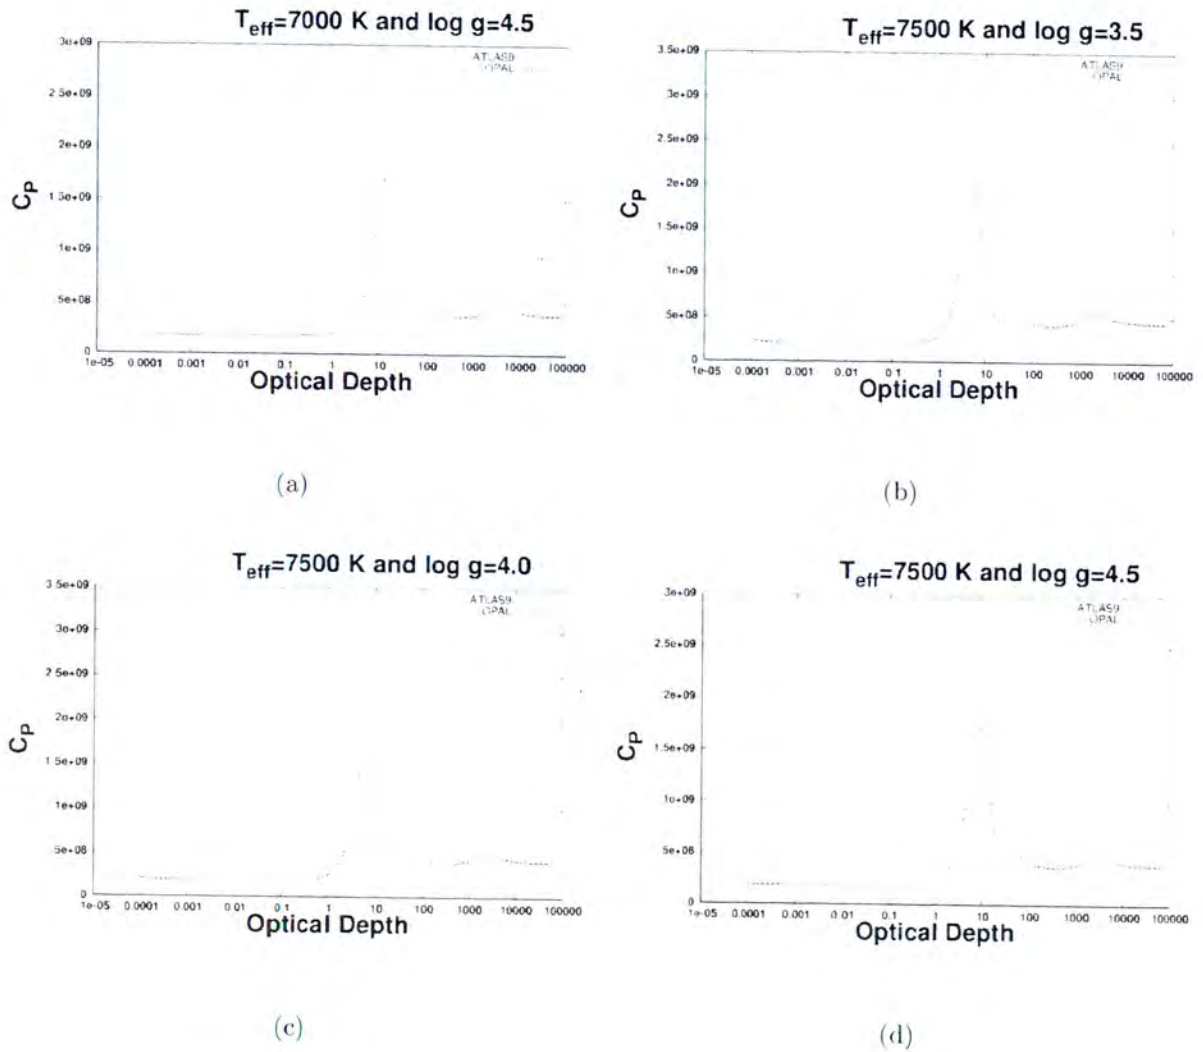 T_eff=7000 K and log g=4.5
3e+09
2.5e+09
2e+09
1.5e+09
1e+09
5e+08
0
C_P
ATLAS9
OPAL
1e-05 0.0001 0.001 0.01 0.1 1 10 100 1000 10000 100000
Optical Depth
(a)
T_eff=7500 K and log g=3.5
3.5e+09
3e+09
2.5e+09
2e+09
1.5e+09
1e+09
5e+08
0
C_P
ATLAS9
OPAL
1e-05 0.0001 0.001 0.01 0.1 1 10 100 1000 10000 100000
Optical Depth
(b)
T_eff=7500 K and log g=4.0
3.5e+09
3e+09
2.5e+09
2e+09
1.5e+09
1e+09
5e+08
0
C_P
ATLAS9
OPAL
1e-05 0.0001 0.001 0.01 0.1 1 10 100 1000 10000 100000
Optical Depth
(c)
T_eff=7500 K and log g=4.5
3e+09
2.5e+09
2e+09
1.5e+09
1e+09
5e+08
0
C_P
ATLAS9
OPAL
1e-05 0.0001 0.001 0.01 0.1 1 10 100 1000 10000 100000
Optical Depth
(d)